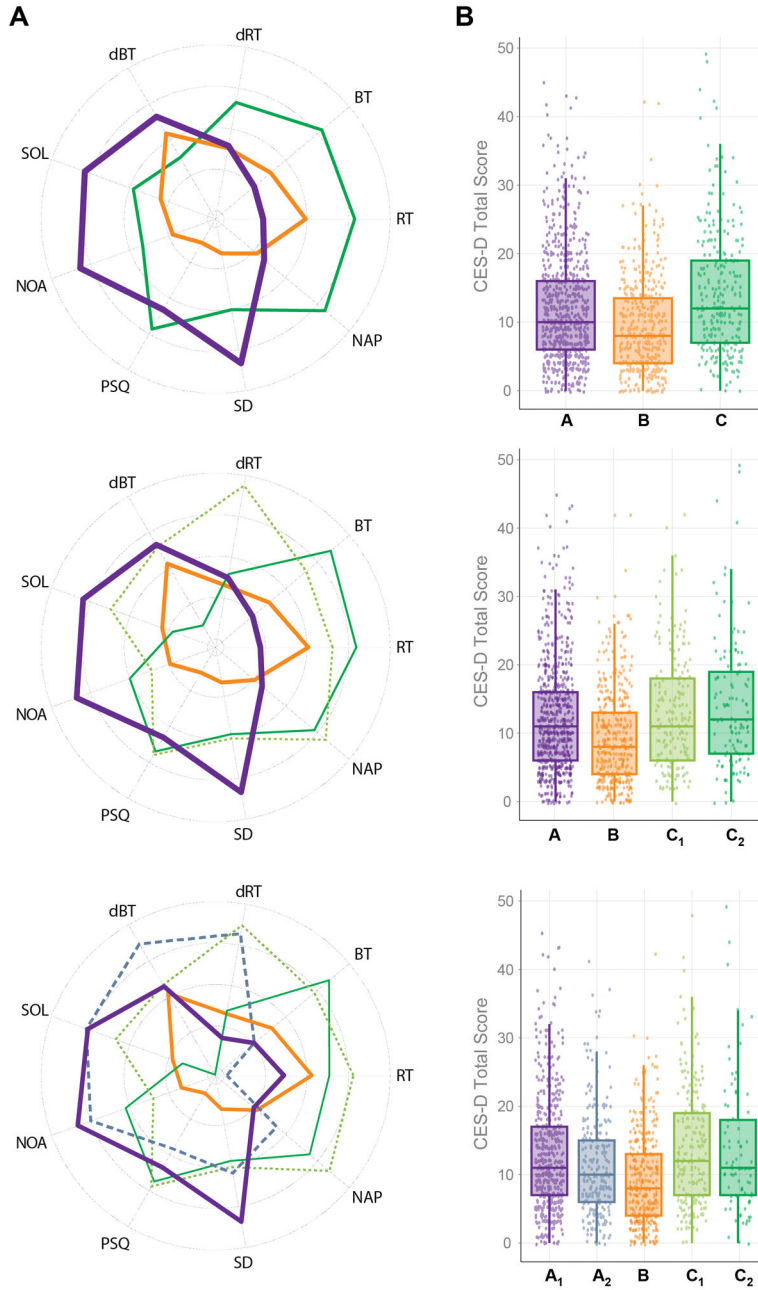 A
B
dRT
dBT
BT
SOL
RT
NOA
NAP
PSQ
SD
CES-D Total Score
50
40
30
20
10
0
A B C
dRT
dBT
BT
SOL
RT
NOA
NAP
PSQ
SD
CES-D Total Score
50
40
30
20
10
0
A B C₁ C₂
dRT
dBT
BT
SOL
RT
NOA
NAP
PSQ
SD
CES-D Total Score
50
40
30
20
10
0
A₁ A₂ B C₁ C₂